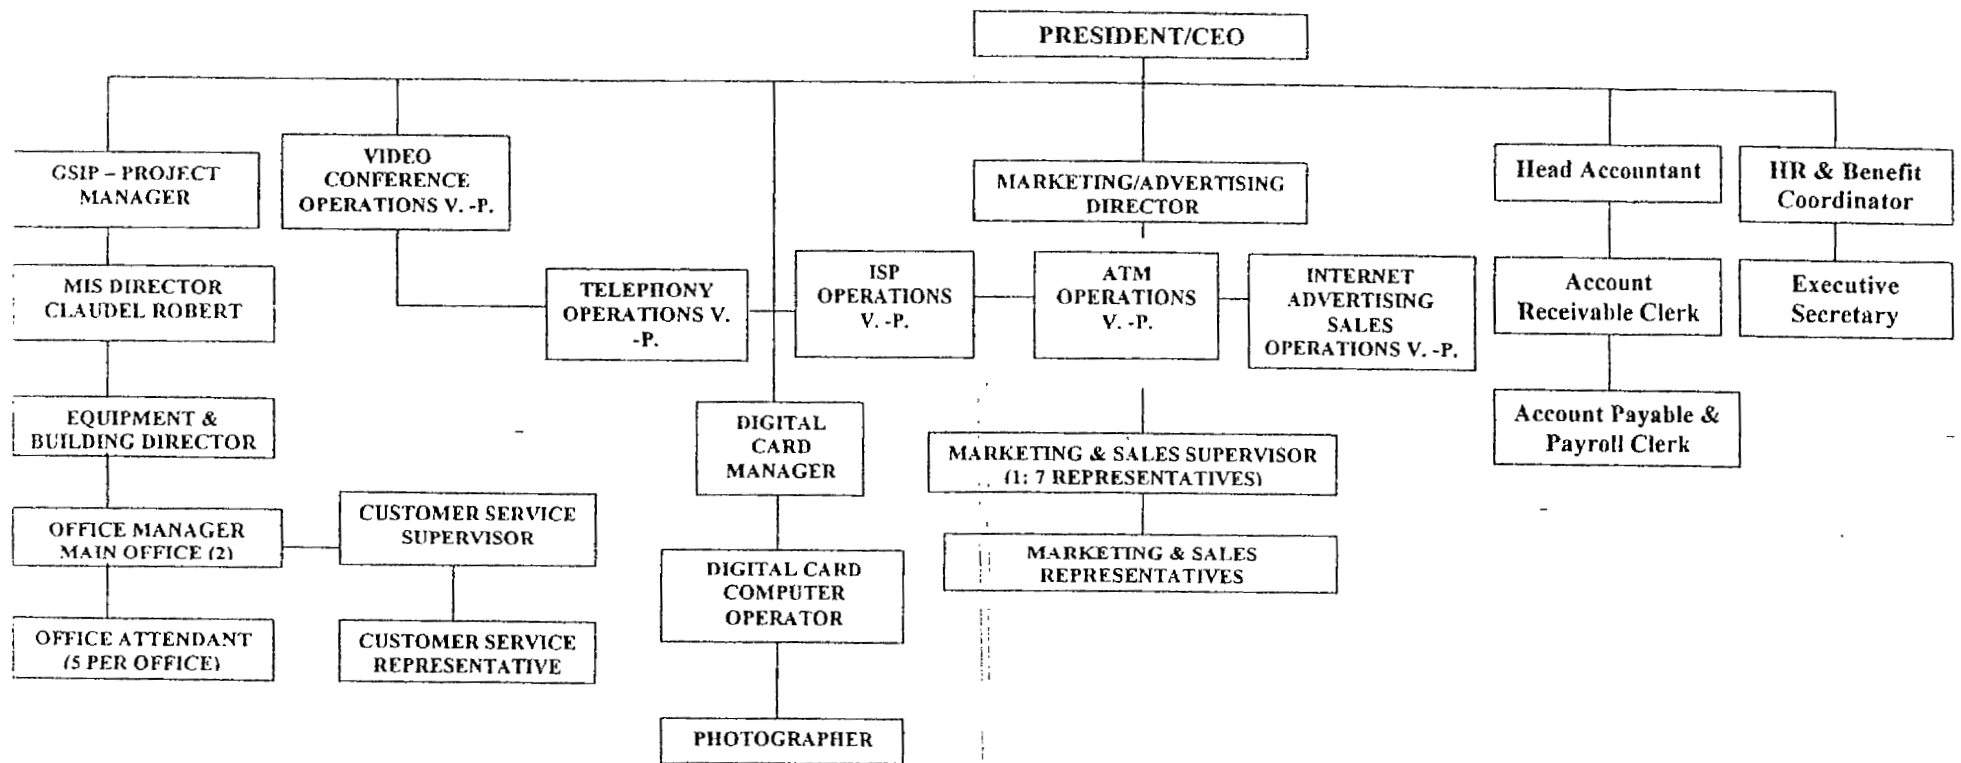 PRESIDENT/CEO
GSIP – PROJECT
MANAGER
VIDEO
CONFERENCE
OPERATIONS V. -P.
MARKETING/ADVERTISING
DIRECTOR
Head Accountant
HR & Benefit
Coordinator
MIS DIRECTOR
CLAUDEL ROBERT
TELEPHONY
OPERATIONS V.
-P.
ISP
OPERATIONS
V. -P.
ATM
OPERATIONS
V. -P.
INTERNET
ADVERTISING
SALES
OPERATIONS V. -P.
Account
Receivable Clerk
Executive
Secretary
EQUIPMENT &
BUILDING DIRECTOR
DIGITAL
CARD
MANAGER
MARKETING & SALES SUPERVISOR
(1: 7 REPRESENTATIVES)
Account Payable &
Payroll Clerk
OFFICE MANAGER
MAIN OFFICE (2)
CUSTOMER SERVICE
SUPERVISOR
DIGITAL CARD
COMPUTER
OPERATOR
MARKETING & SALES
REPRESENTATIVES
OFFICE ATTENDANT
(5 PER OFFICE)
CUSTOMER SERVICE
REPRESENTATIVE
PHOTOGRAPHER